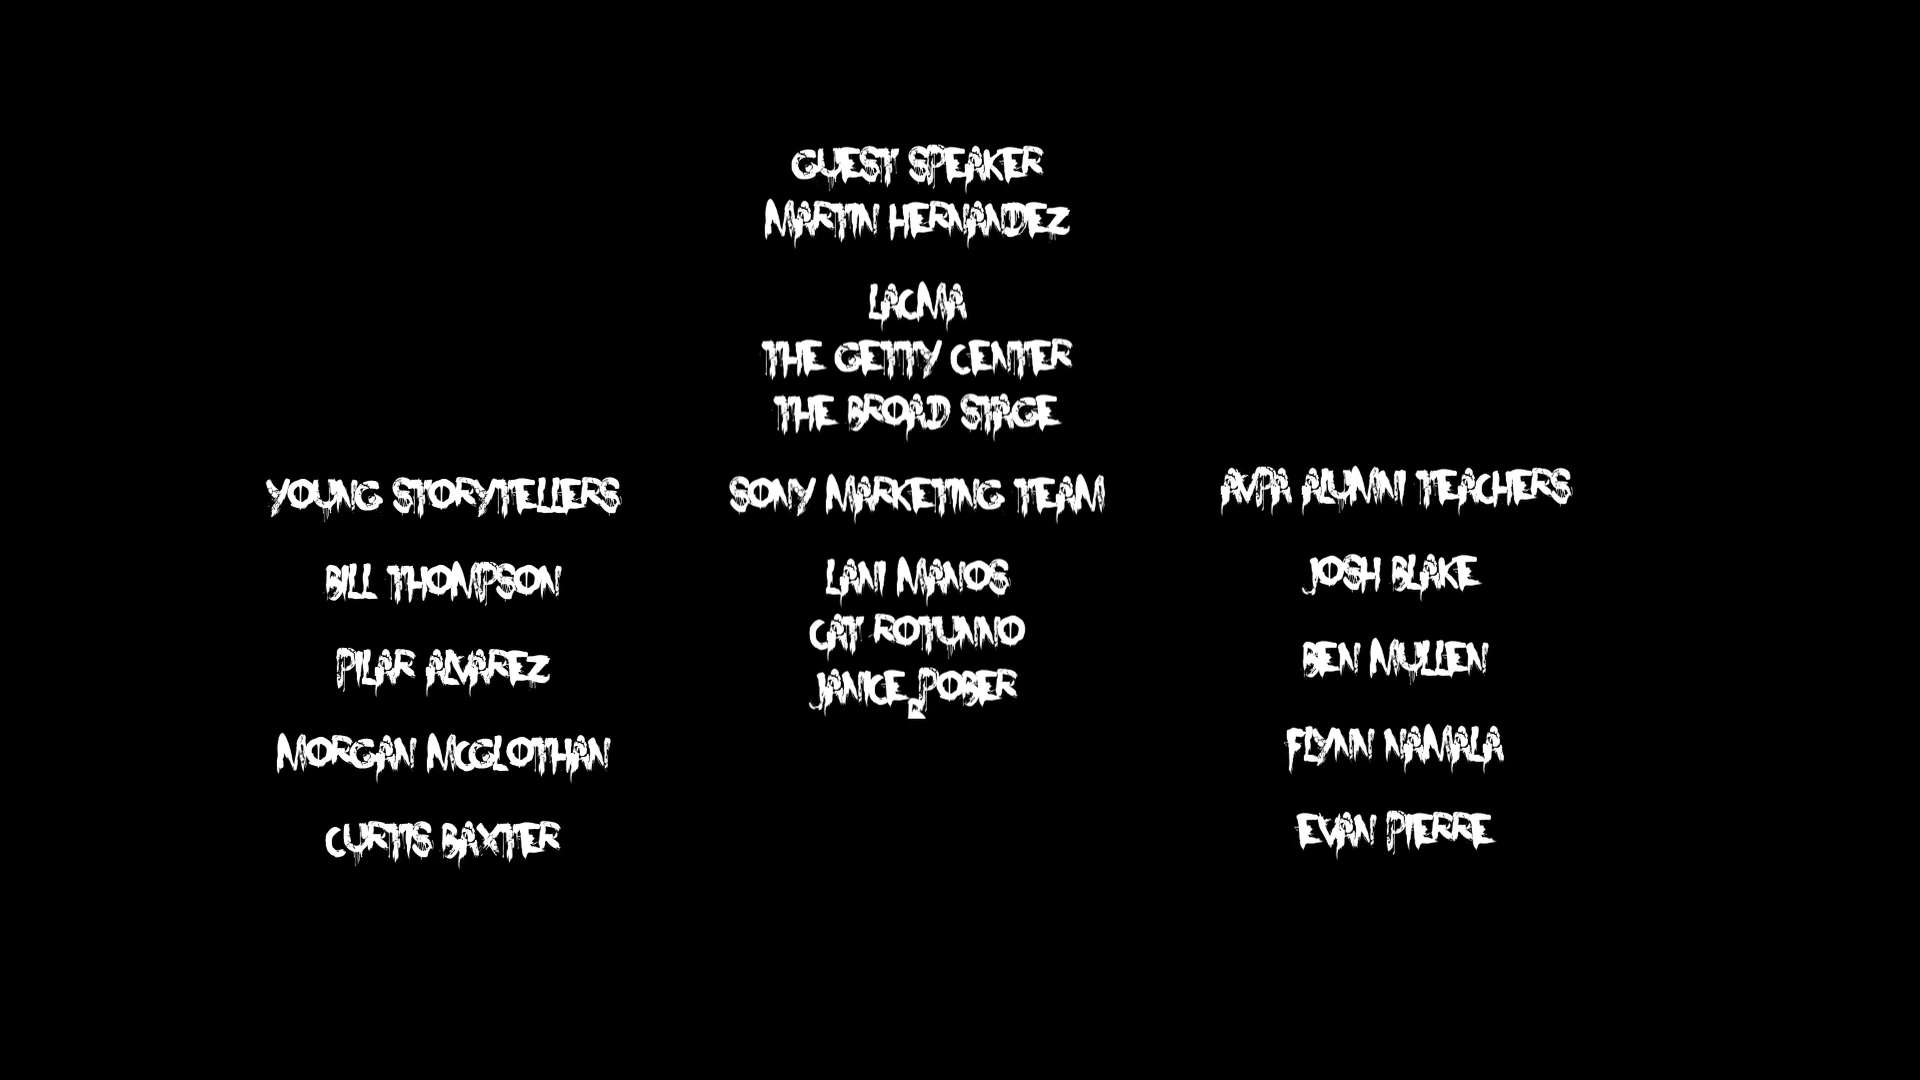 GUEST SPEAKER
MARTIN HERNANDEZ
LACMA
THE GETTY CENTER
THE BROAD STAGE
YOUNG STORYTELLERS
BILL THOMPSON
PILAR ALVAREZ
MORGAN MCGLOTHAN
CURTIS BAXTER
SONY MARKETING TEAM
LANI MANOS
CAT ROTUNNO
JANICE POBER
AVPA ALUMNI TEACHERS
JOSH BLAKE
BEN MULLEN
FLYNN NAMALA
EVAN PIERRE